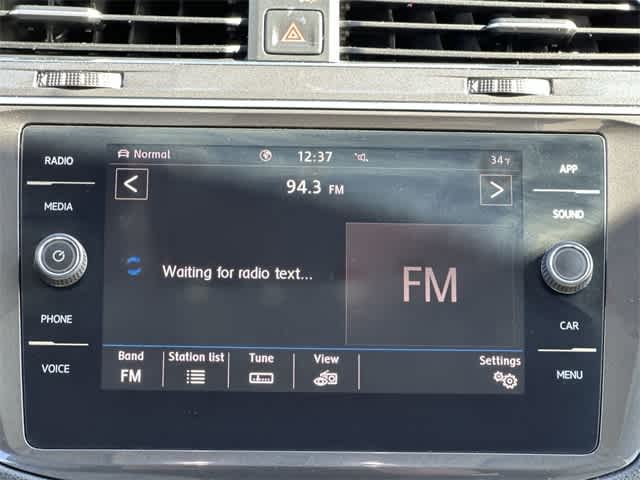 RADIO
MEDIA
PHONE
VOICE
Normal 12:37 34°F
< 94.3 FM >
Waiting for radio text...
FM
Band Station list Tune View Settings
FM
APP
SOUND
CAR
MENU